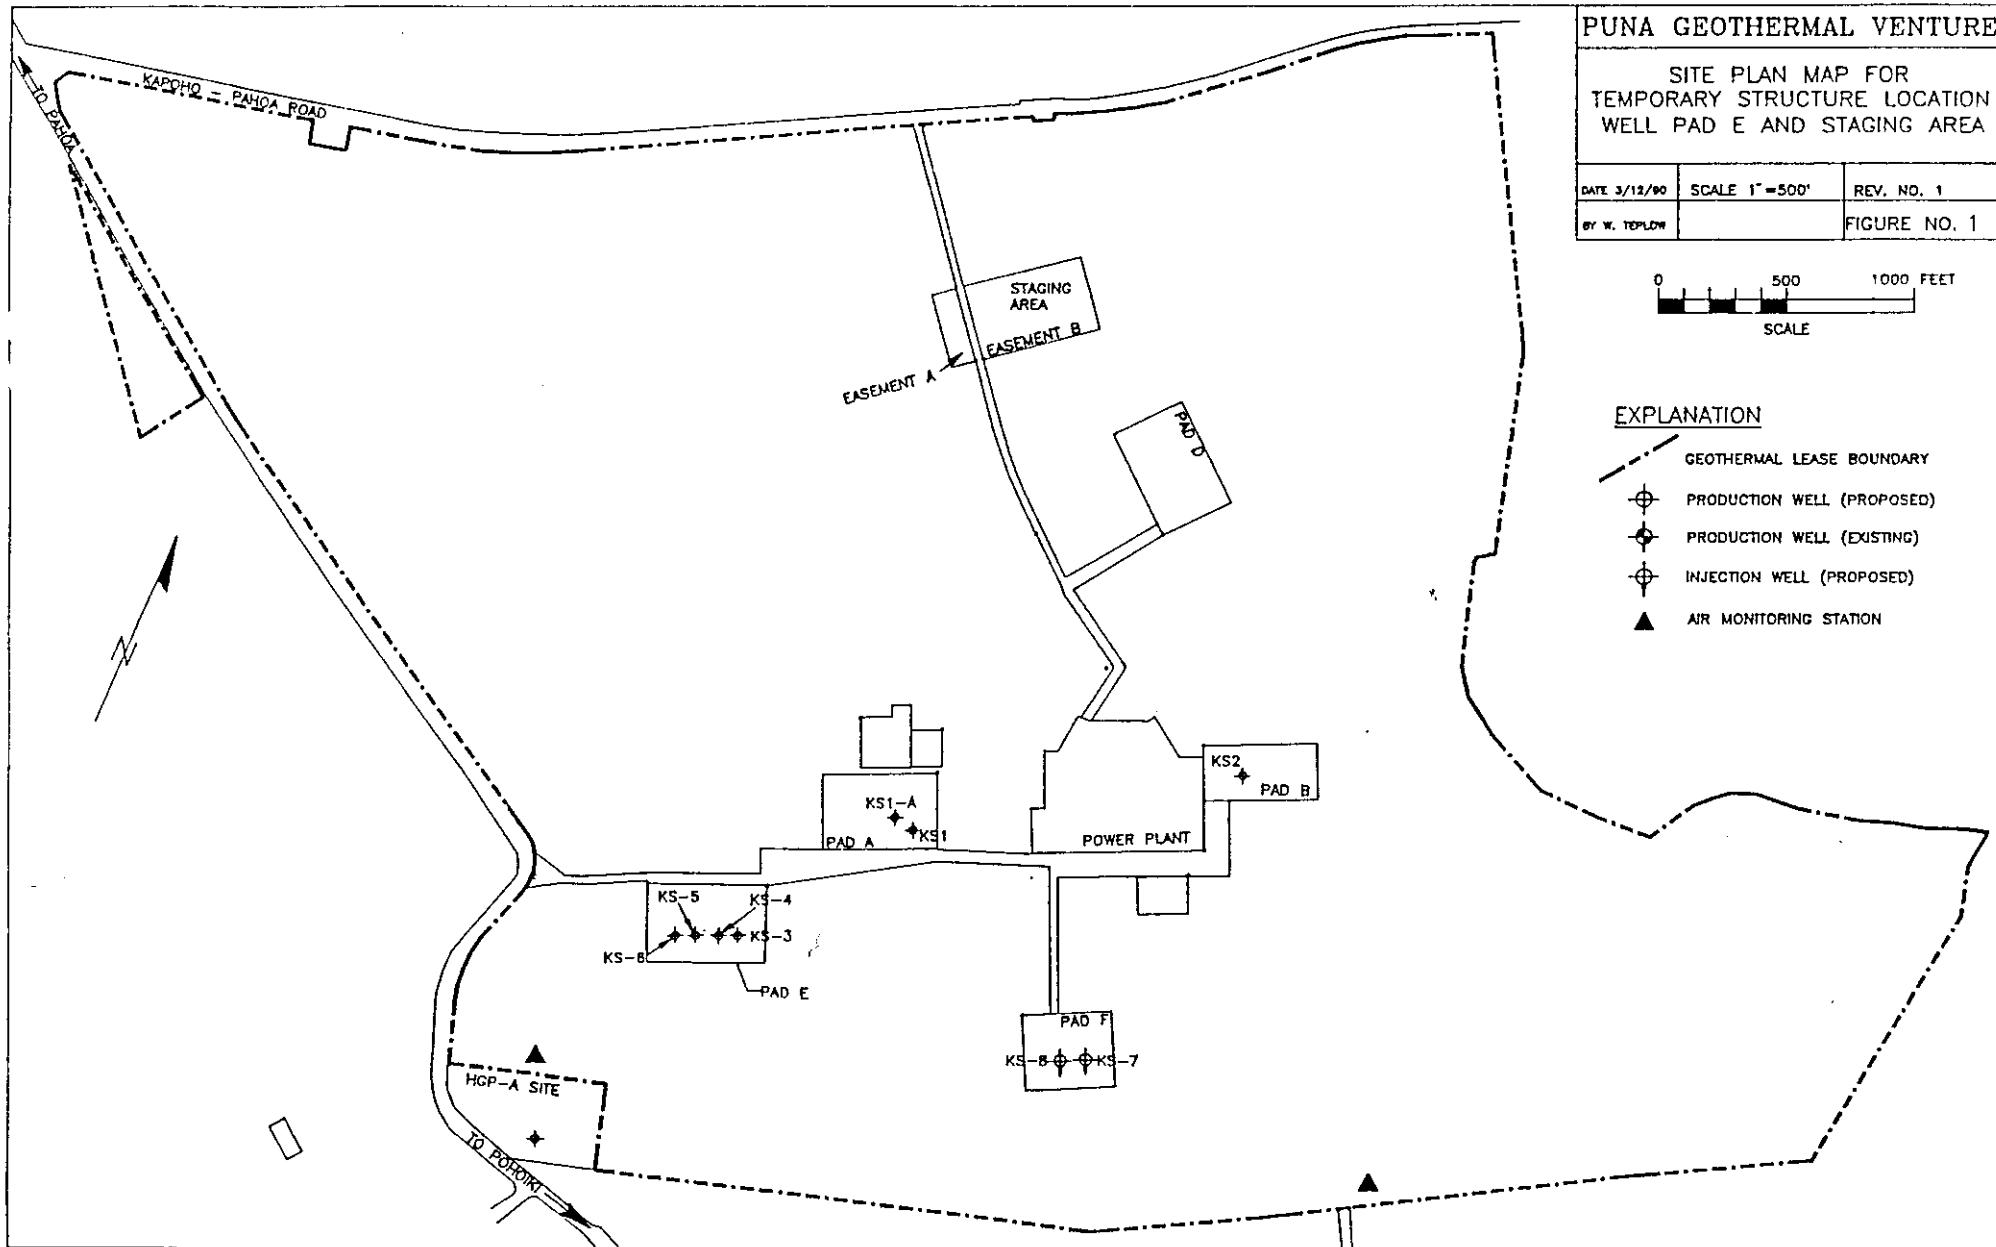 PUNA GEOTHERMAL VENTURE
SITE PLAN MAP FOR
TEMPORARY STRUCTURE LOCATION
WELL PAD E AND STAGING AREA
DATE 3/12/90
SCALE 1"=500'
REV. NO. 1
BY W. TEPLOW
FIGURE NO. 1
0 500 1000 FEET
SCALE
EXPLANATION
GEOTHERMAL LEASE BOUNDARY
PRODUCTION WELL (PROPOSED)
PRODUCTION WELL (EXISTING)
INJECTION WELL (PROPOSED)
AIR MONITORING STATION
KAPOHO - PAHOA ROAD
TO PAHOA
STAGING
AREA
EASEMENT B
EASEMENT A
PAD D
N
KS2
PAD B
KS1-A
KS1
PAD A
POWER PLANT
KS-5
KS-4
KS-3
KS-6
PAD E
PAD F
KS-8
KS-7
HGP-A SITE
TO POHOIKI